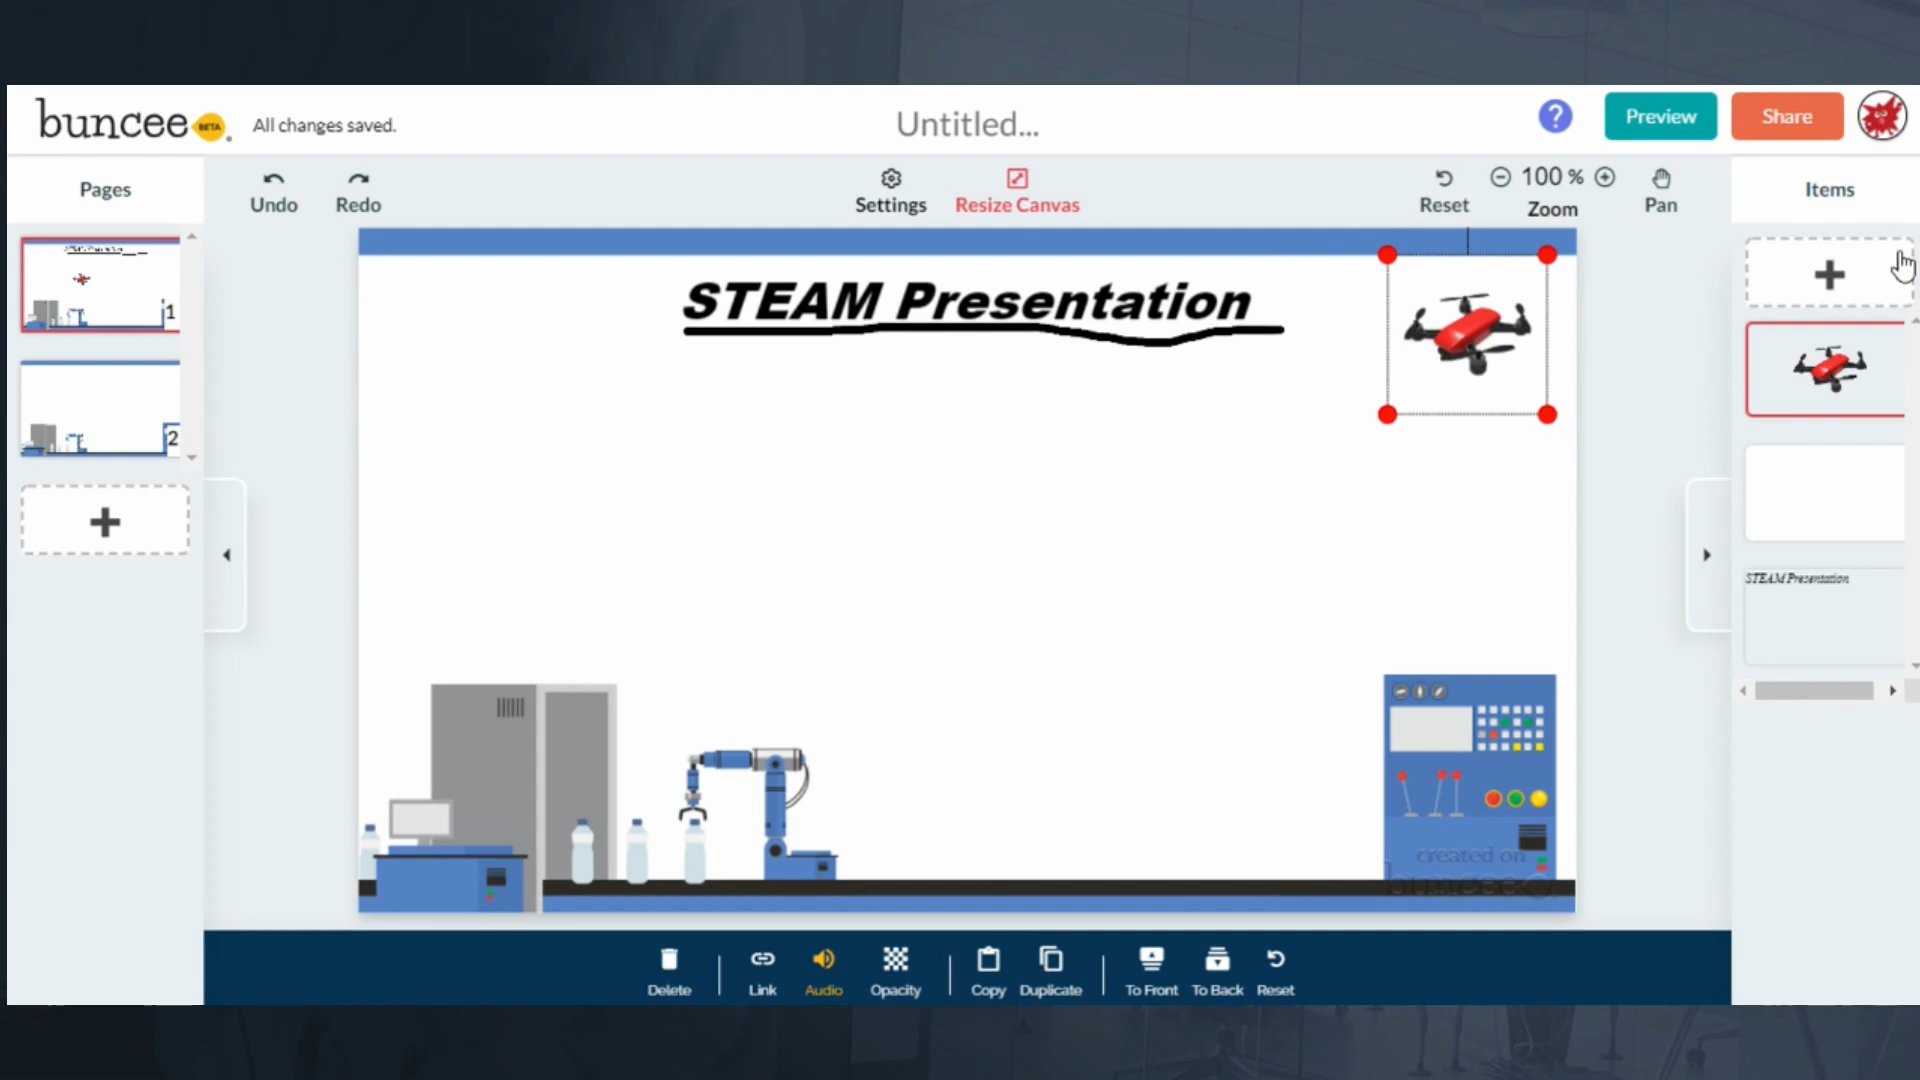 buncee BETA All changes saved. Untitled... ? Preview Share
Pages Undo Redo Settings Resize Canvas Reset 100 % Zoom Pan Items
STEAM Presentation
1
2
STEAM Presentation
created on
buncee
Delete Link Audio Opacity Copy Duplicate To Front To Back Reset